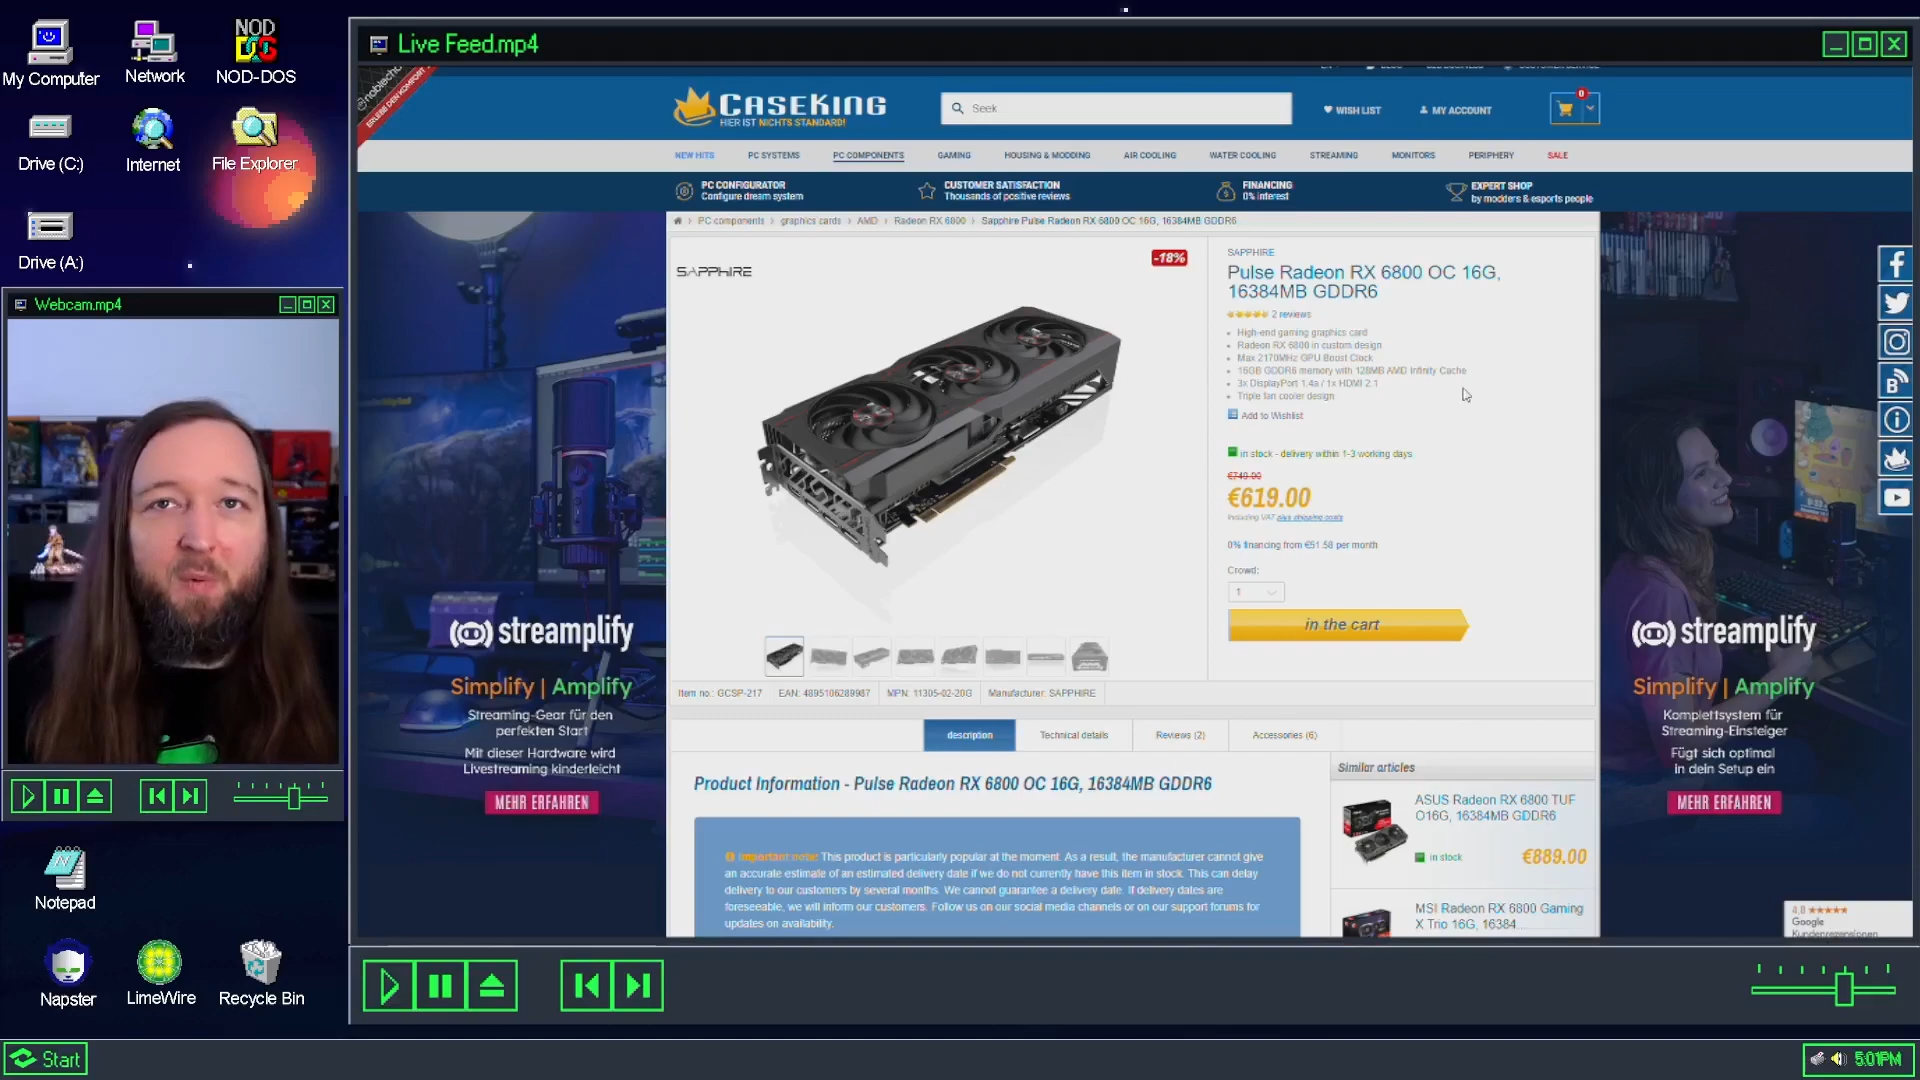 My Computer
Network
NOD-DOS
Drive (C:)
Internet
File Explorer
Drive (A:)
Webcam.mp4
Notepad
Napster
LimeWire
Recycle Bin
Start
5:01PM
Live Feed.mp4
ERLEBE DEN KOMFORT
CASEKING
HIER IST NICHTS STANDARD!
Seek
WISH LIST
MY ACCOUNT
0
NEW HITS
PC SYSTEMS
PC COMPONENTS
GAMING
HOUSING & MODDING
AIR COOLING
WATER COOLING
STREAMING
MONITORS
PERIPHERY
SALE
PC CONFIGURATOR
Configure dream system
CUSTOMER SATISFACTION
Thousands of positive reviews
FINANCING
0% interest
EXPERT SHOP
by modders & esports people
PC components > graphics cards > AMD > Radeon RX 6800 > Sapphire Pulse Radeon RX 6800 OC 16G, 16384MB GDDR6
SAPPHIRE
-18%
SAPPHIRE
Pulse Radeon RX 6800 OC 16G,
16384MB GDDR6
2 reviews
High-end gaming graphics card
Radeon RX 6800 in custom design
Max 2170MHz GPU Boost Clock
16GB GDDR6 memory with 128MB AMD Infinity Cache
3x DisplayPort 1.4a / 1x HDMI 2.1
Triple fan cooler design
Add to Wishlist
in stock - delivery within 1-3 working days
€749.00
€619.00
Including VAT plus shipping costs
0% financing from €51.58 per month
Crowd:
1
in the cart
Item no.: GCSP-217
EAN: 4895106289987
MPN: 11305-02-20G
Manufacturer: SAPPHIRE
description
Technical details
Reviews (2)
Accessories (6)
Product Information - Pulse Radeon RX 6800 OC 16G, 16384MB GDDR6
Important note: This product is particularly popular at the moment. As a result, the manufacturer cannot give
an accurate estimate of an estimated delivery date if we do not currently have this item in stock. This can delay
delivery to our customers by several months. We cannot guarantee a delivery date. If delivery dates are
foreseeable, we will inform our customers. Follow us on our social media channels or on our support forums for
updates on availability.
Similar articles
ASUS Radeon RX 6800 TUF
O16G, 16384MB GDDR6
in stock
€889.00
MSI Radeon RX 6800 Gaming
X Trio 16G, 16384...
streamplify
Simplify | Amplify
Streaming-Gear für den
perfekten Start
Mit dieser Hardware wird
Livestreaming kinderleicht
MEHR ERFAHREN
streamplify
Simplify | Amplify
Komplettsystem für
Streaming-Einsteiger
Fügt sich optimal
in dein Setup ein
MEHR ERFAHREN
4,8
Google
Kundenrezensionen